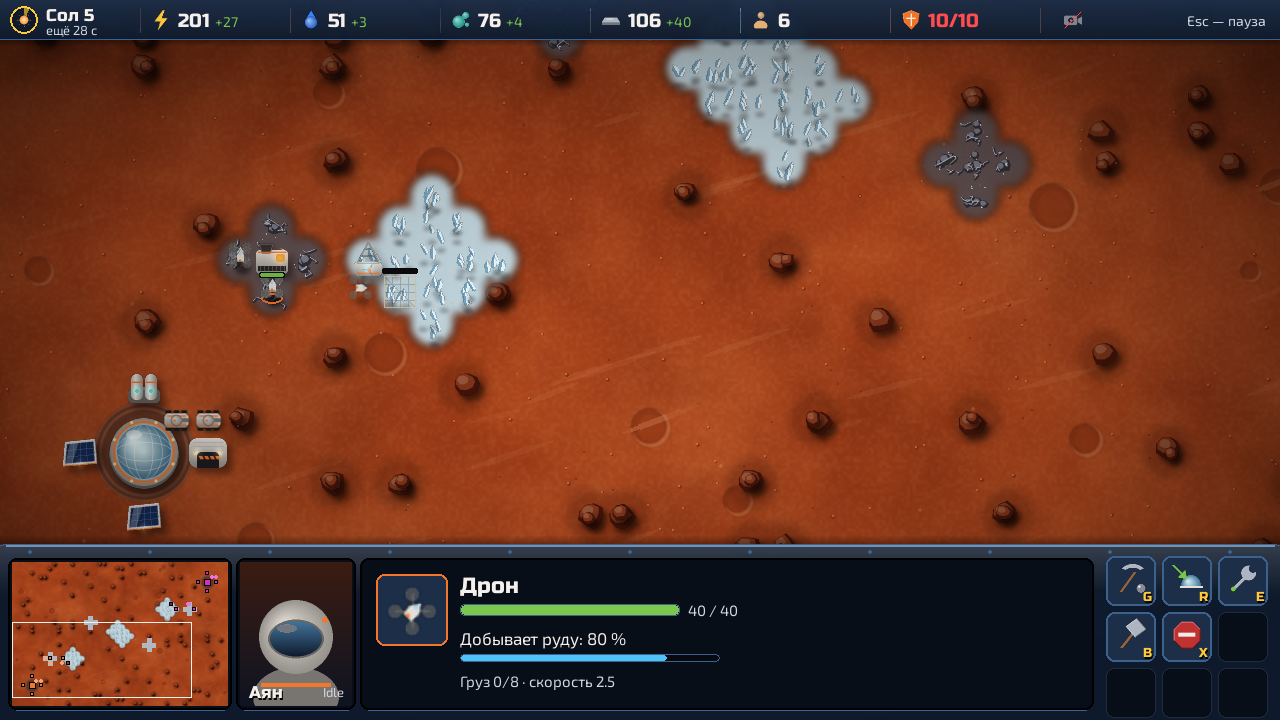 Сол 5
ещё 28 с
201 +27
51 +3
76 +4
106 +40
6
10/10
Esc — пауза
Аян
Idle
Дрон
40 / 40
Добывает руду: 80 %
Груз 0/8 · скорость 2.5
G
R
E
B
X